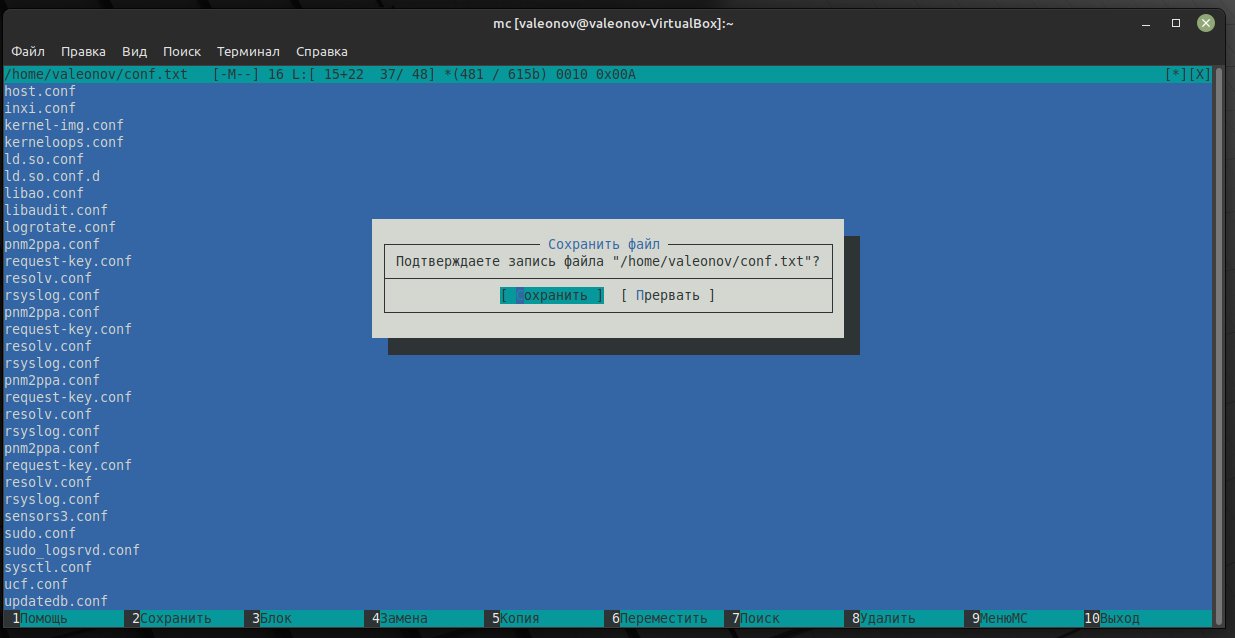 mc [valeonov@valeonov-VirtualBox]:~
Файл Правка Вид Поиск Терминал Справка
/home/valeonov/conf.txt [-M--] 16 L:[ 15+22 37/ 48] *(481 / 615b) 0010 0x00A [*][X]
host.conf
inxi.conf
kernel-img.conf
kerneloops.conf
ld.so.conf
ld.so.conf.d
libao.conf
libaudit.conf
logrotate.conf
pnm2ppa.conf
request-key.conf
resolv.conf
rsyslog.conf
pnm2ppa.conf
request-key.conf
resolv.conf
rsyslog.conf
pnm2ppa.conf
request-key.conf
resolv.conf
rsyslog.conf
pnm2ppa.conf
request-key.conf
resolv.conf
rsyslog.conf
sensors3.conf
sudo.conf
sudo_logsrvd.conf
sysctl.conf
ucf.conf
updatedb.conf
Сохранить файл
Подтверждаете запись файла "/home/valeonov/conf.txt"?
[ Сохранить ] [ Прервать ]
1Помощь 2Сохранить 3Блок 4Замена 5Копия 6Переместить 7Поиск 8Удалить 9МенюMC 10Выход